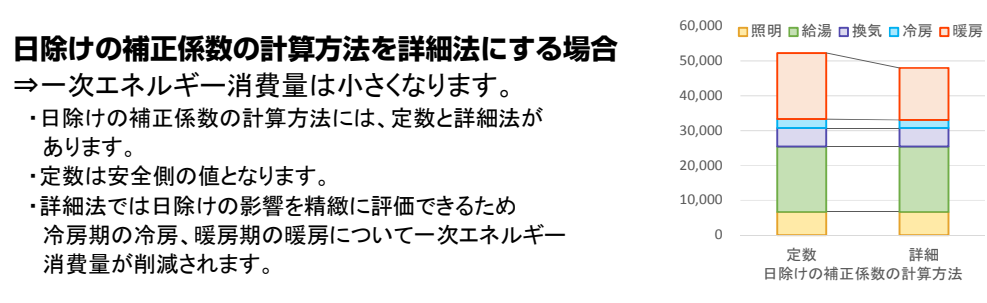 日除けの補正係数の計算方法を詳細法にする場合
⇒一次エネルギー消費量は小さくなります。
・日除けの補正係数の計算方法には、定数と詳細法が
あります。
・定数は安全側の値となります。
・詳細法では日除けの影響を精緻に評価できるため
冷房期の冷房、暖房期の暖房について一次エネルギー
消費量が削減されます。
照明 給湯 換気 冷房 暖房
60,000
50,000
40,000
30,000
20,000
10,000
0
定数 詳細
日除けの補正係数の計算方法